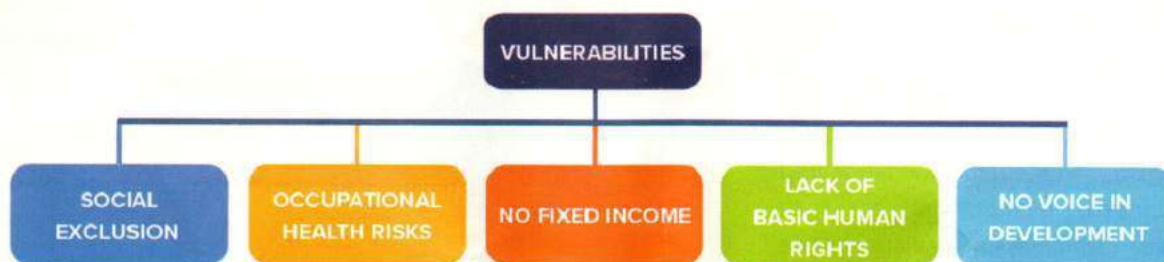 VULNERABILITIES
SOCIAL
EXCLUSION
OCCUPATIONAL
HEALTH RISKS
NO FIXED INCOME
LACK OF
BASIC HUMAN
RIGHTS
NO VOICE IN
DEVELOPMENT